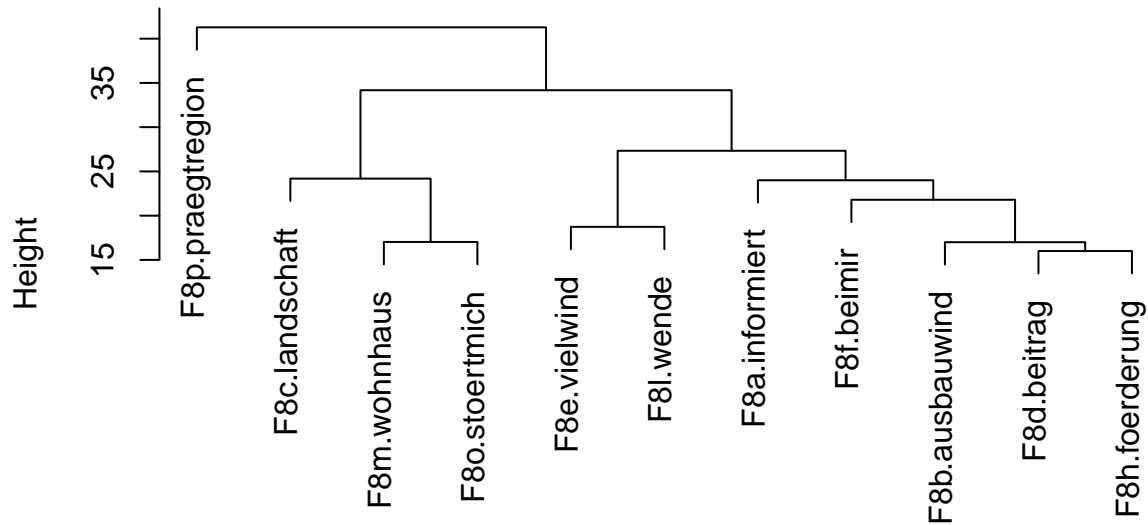 Height
15
25
35
F8p.praegtregion
F8c.landschaft
F8m.wohnhaus
F8o.stoertmich
F8e.vielwind
F8l.wende
F8a.informiert
F8f.beimir
F8b.ausbauwind
F8d.beitrag
F8h.foerderung